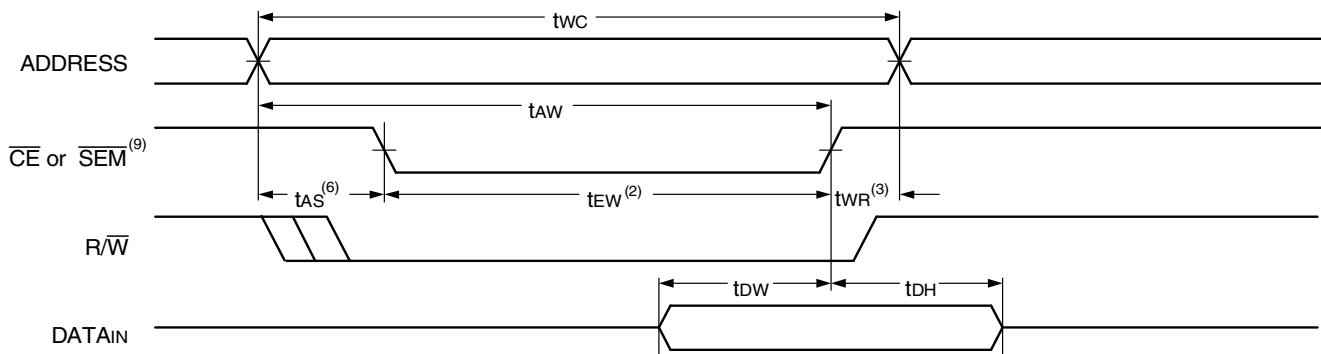 tWC
ADDRESS
tAW
CE or SEM(9)
tAS(6) tEW(2) tWR(3)
R/W
tDW tDH
DATAIN